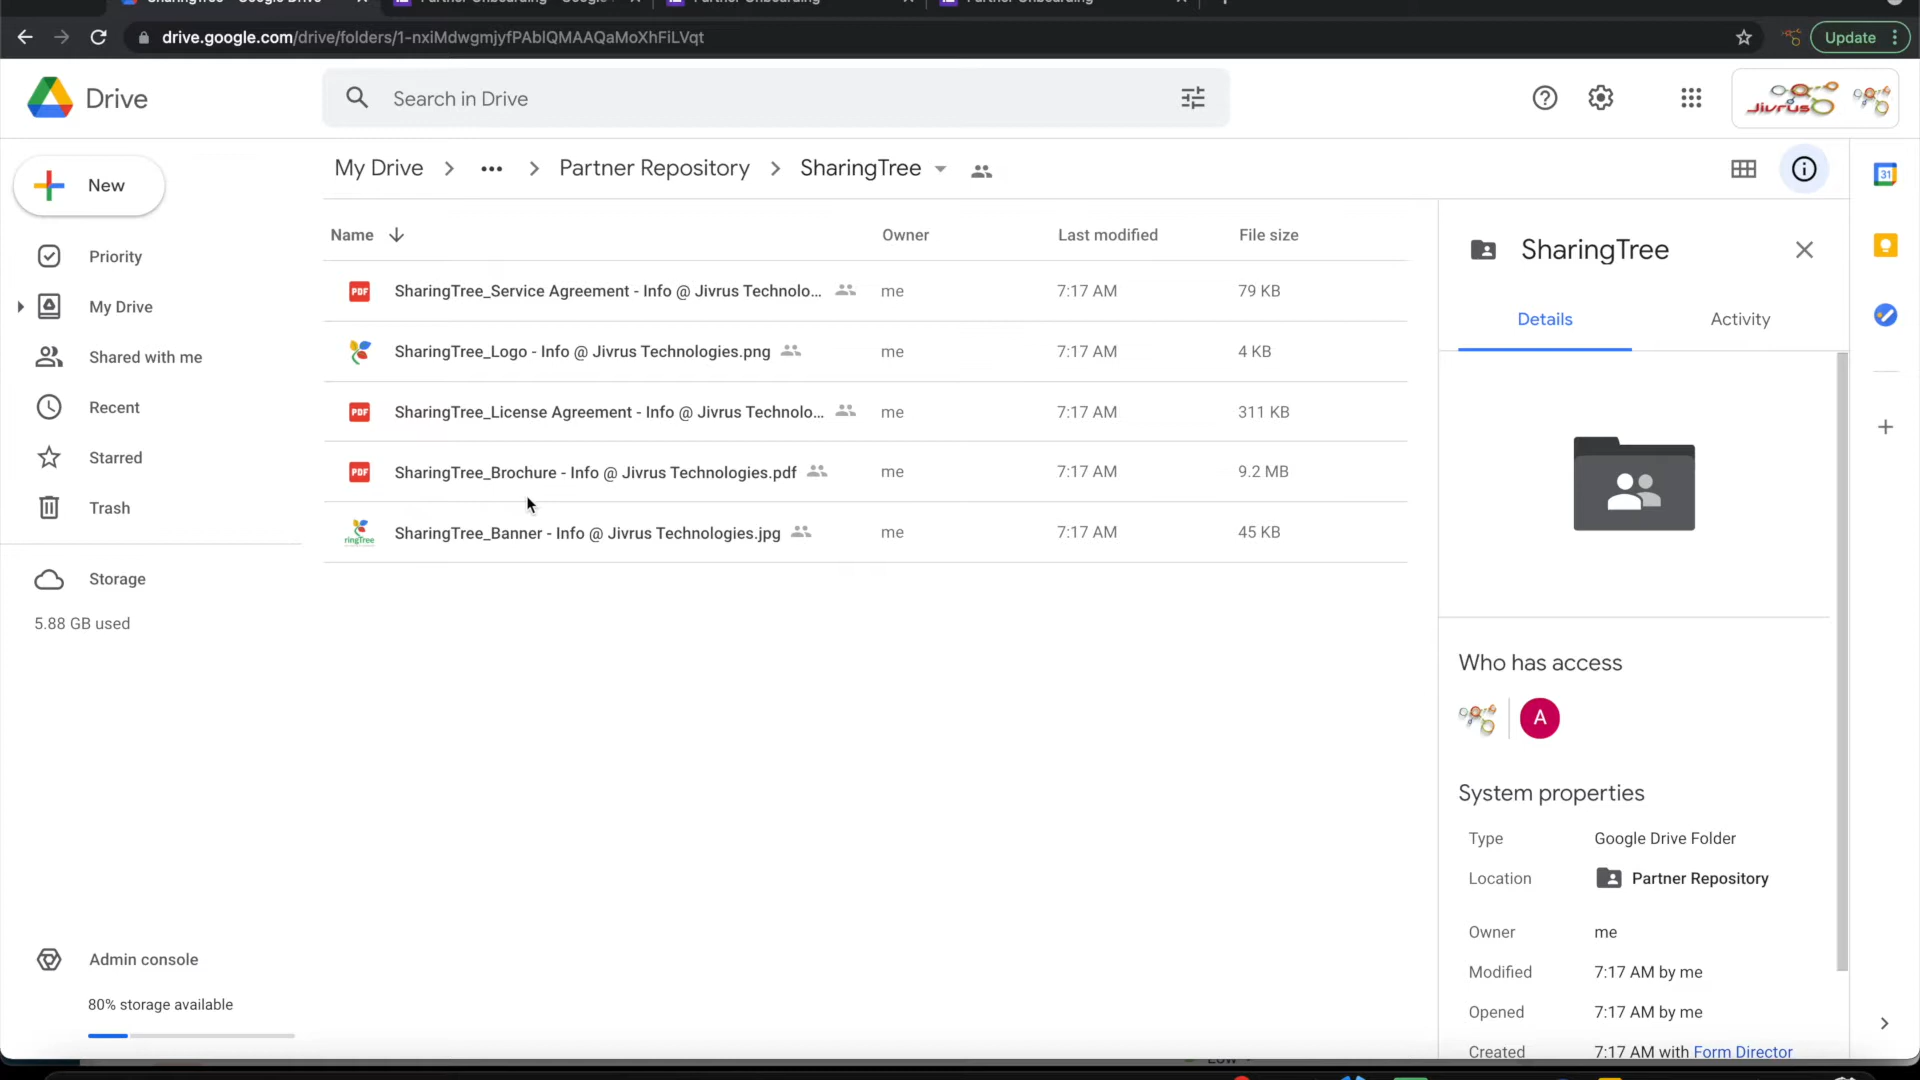 drive.google.com/drive/folders/1-nxiMdwgmjyfPAblQMAAQaMoXhFiLVqt
Update
Drive
Search in Drive
Jivrus
My Drive
Partner Repository
SharingTree
New
Priority
My Drive
Shared with me
Recent
Starred
Trash
Storage
5.88 GB used
Admin console
80% storage available
Name Owner Last modified File size
PDF SharingTree_Service Agreement - Info @ Jivrus Technolo... me 7:17 AM 79 KB
SharingTree_Logo - Info @ Jivrus Technologies.png me 7:17 AM 4 KB
PDF SharingTree_License Agreement - Info @ Jivrus Technolo... me 7:17 AM 311 KB
PDF SharingTree_Brochure - Info @ Jivrus Technologies.pdf me 7:17 AM 9.2 MB
ringTree SharingTree_Banner - Info @ Jivrus Technologies.jpg me 7:17 AM 45 KB
SharingTree
Details Activity
Who has access
A
System properties
Type Google Drive Folder
Location Partner Repository
Owner me
Modified 7:17 AM by me
Opened 7:17 AM by me
Created 7:17 AM with Form Director
31